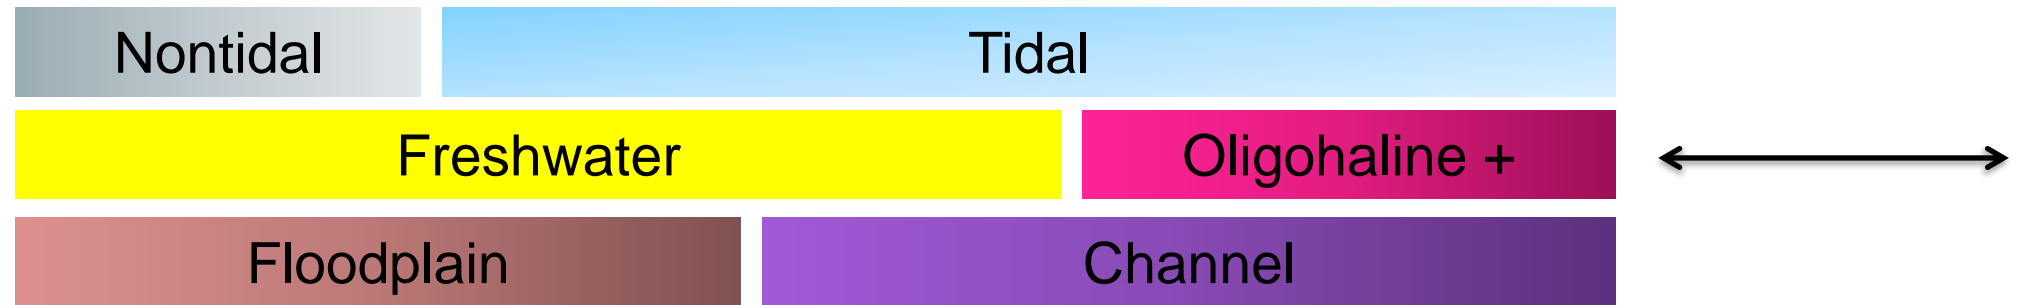 Nontidal Tidal
Freshwater Oligohaline +
Floodplain Channel